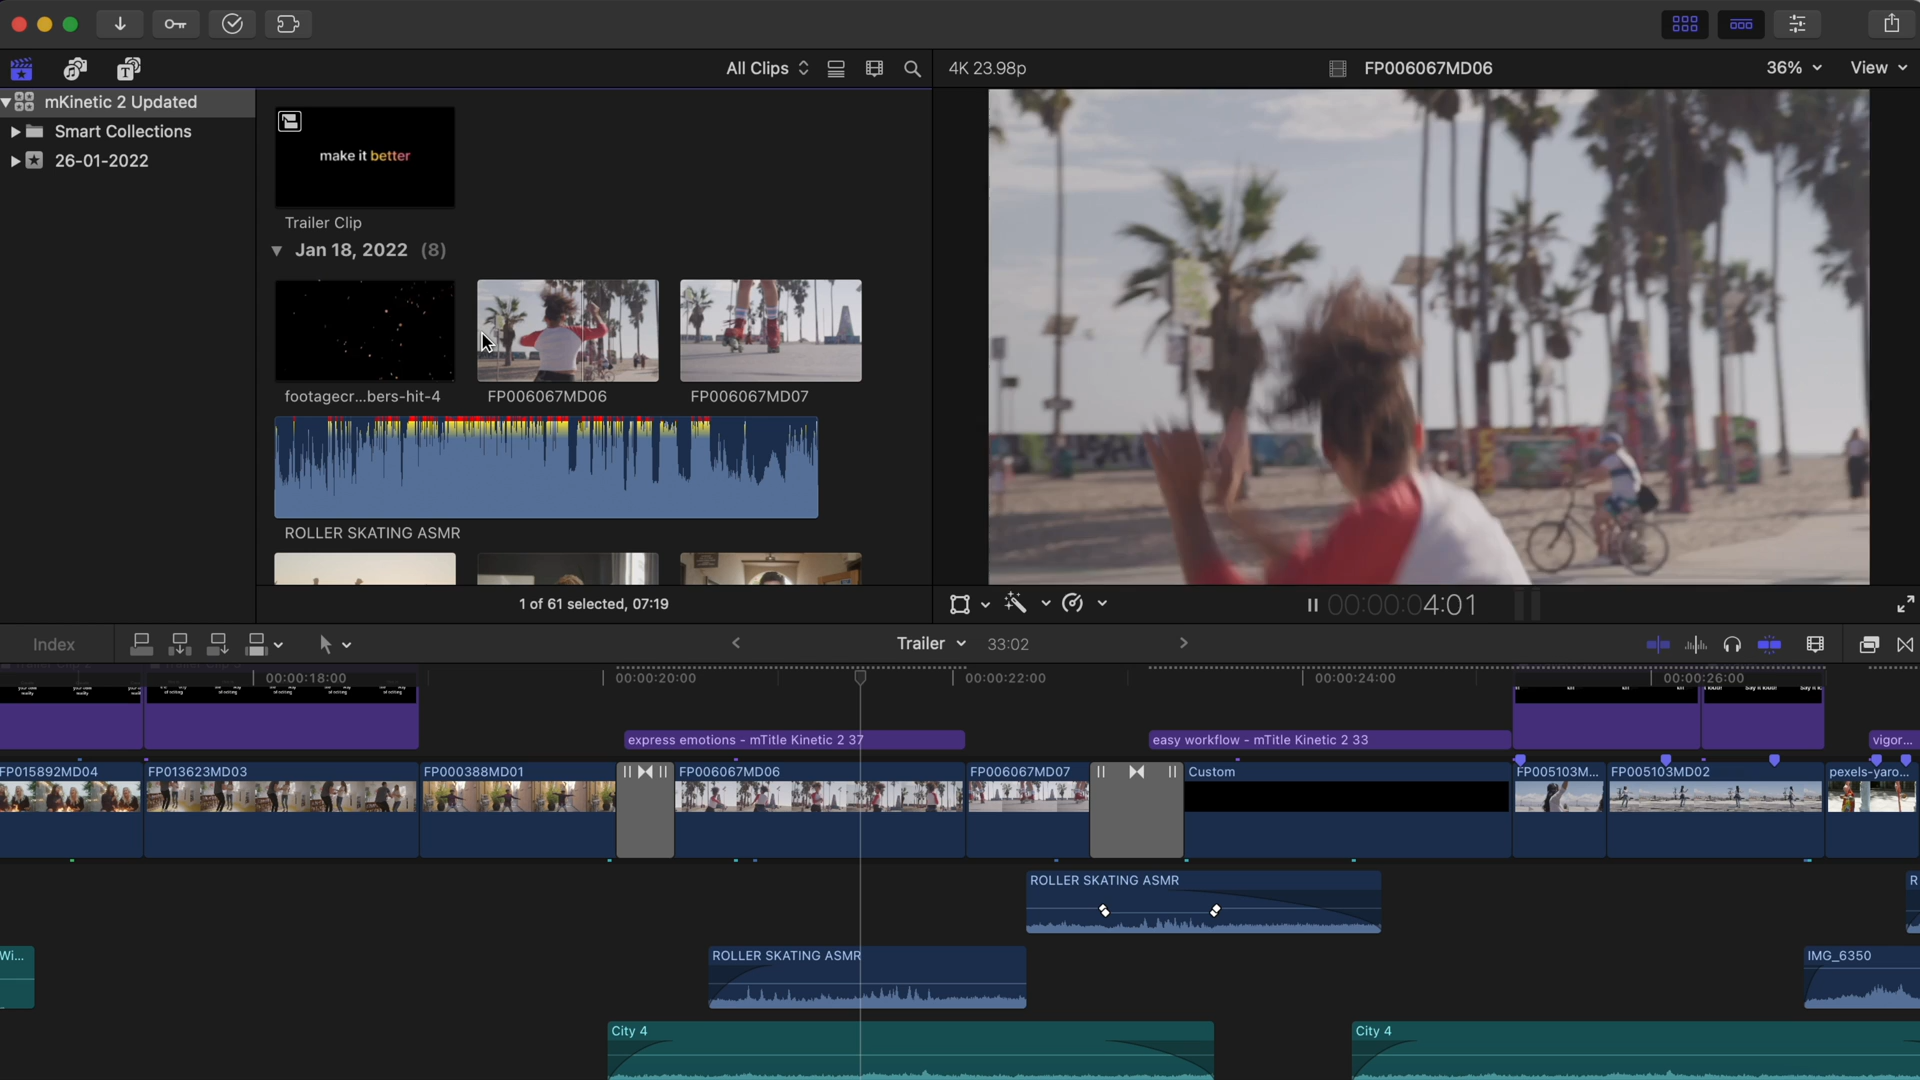 All Clips
4K 23.98p
FP006067MD06
36%
View
mKinetic 2 Updated
Smart Collections
26-01-2022
make it better
Trailer Clip
Jan 18, 2022 (8)
footagecr...bers-hit-4
FP006067MD06
FP006067MD07
ROLLER SKATING ASMR
1 of 61 selected, 07:19
00:00:04:01
Index
Trailer
33:02
00:00:18:00
00:00:20:00
00:00:22:00
00:00:24:00
00:00:26:00
express emotions - mTitle Kinetic 2 37
easy workflow - mTitle Kinetic 2 33
vigor...
FP015892MD04
FP013623MD03
FP000388MD01
FP006067MD06
FP006067MD07
Custom
FP005103M...
FP005103MD02
pexels-yaro...
ROLLER SKATING ASMR
R
Wi...
ROLLER SKATING ASMR
IMG_6350
City 4
City 4